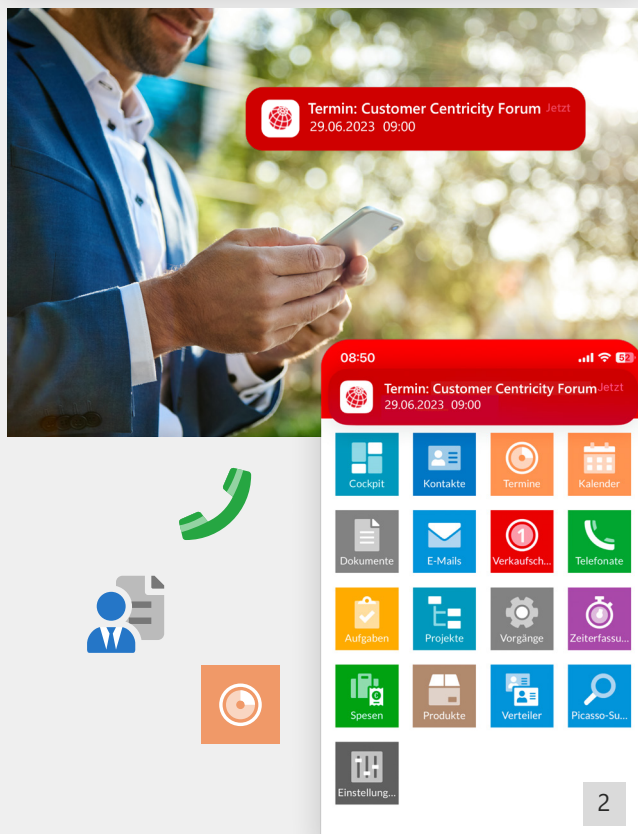 Termin: Customer Centricity Forum Jetzt
29.06.2023 09:00
08:50
52
Termin: Customer Centricity Forum Jetzt
29.06.2023 09:00
Cockpit
Kontakte
Termine
Kalender
Dokumente
E-Mails
1
Verkaufsch...
Telefonate
Aufgaben
Projekte
Vorgänge
Zeiterfassu...
Spesen
Produkte
Verteiler
Picasso-Su...
Einstellung...
2